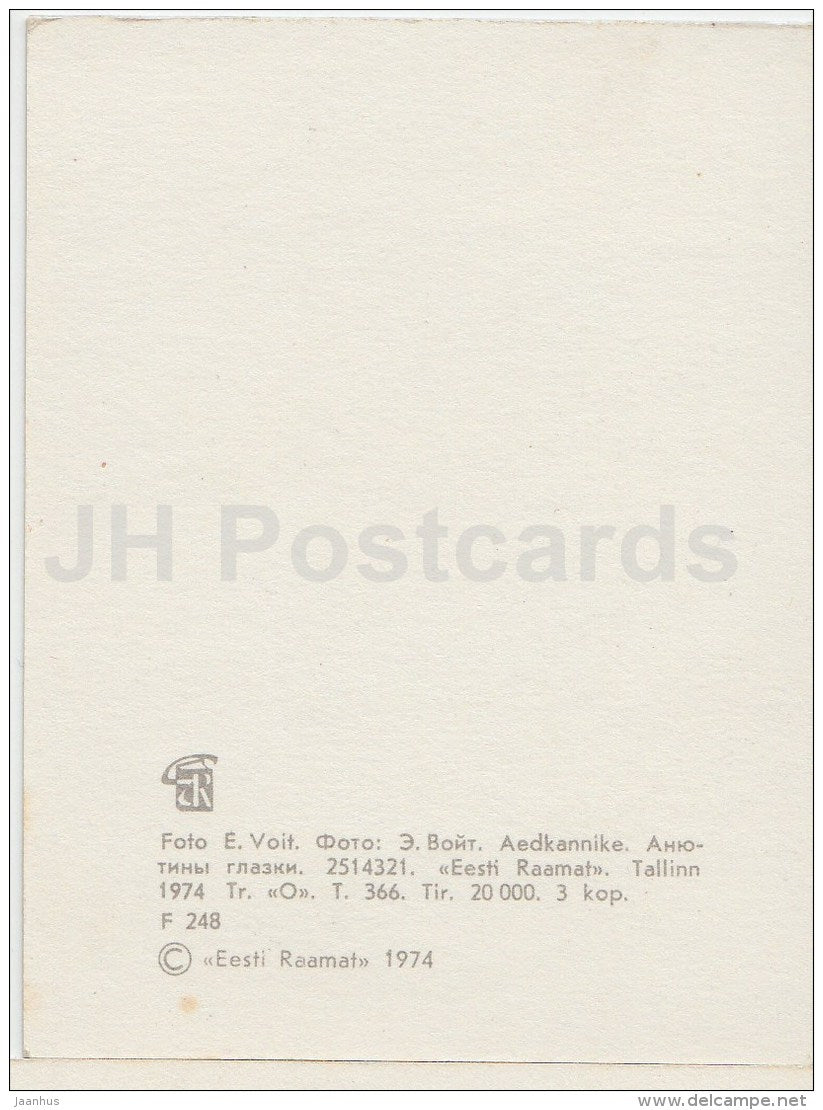 JH Postcards
Foto E. Voit. Фото: Э. Войт. Aedkannike. Аню-
тины глазки. 2514321. «Eesti Raamat». Tallinn
1974 Tr. «O». T. 366. Tir. 20 000. 3 kop.
F 248
© «Eesti Raamat» 1974
jaanhus
www.delcampe.net